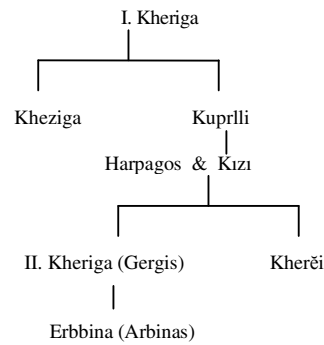 I. Kheriga
Kheziga Kuprlli
Harpagos & Kızı
II. Kheriga (Gergis) Kherĕi
Erbbina (Arbinas)